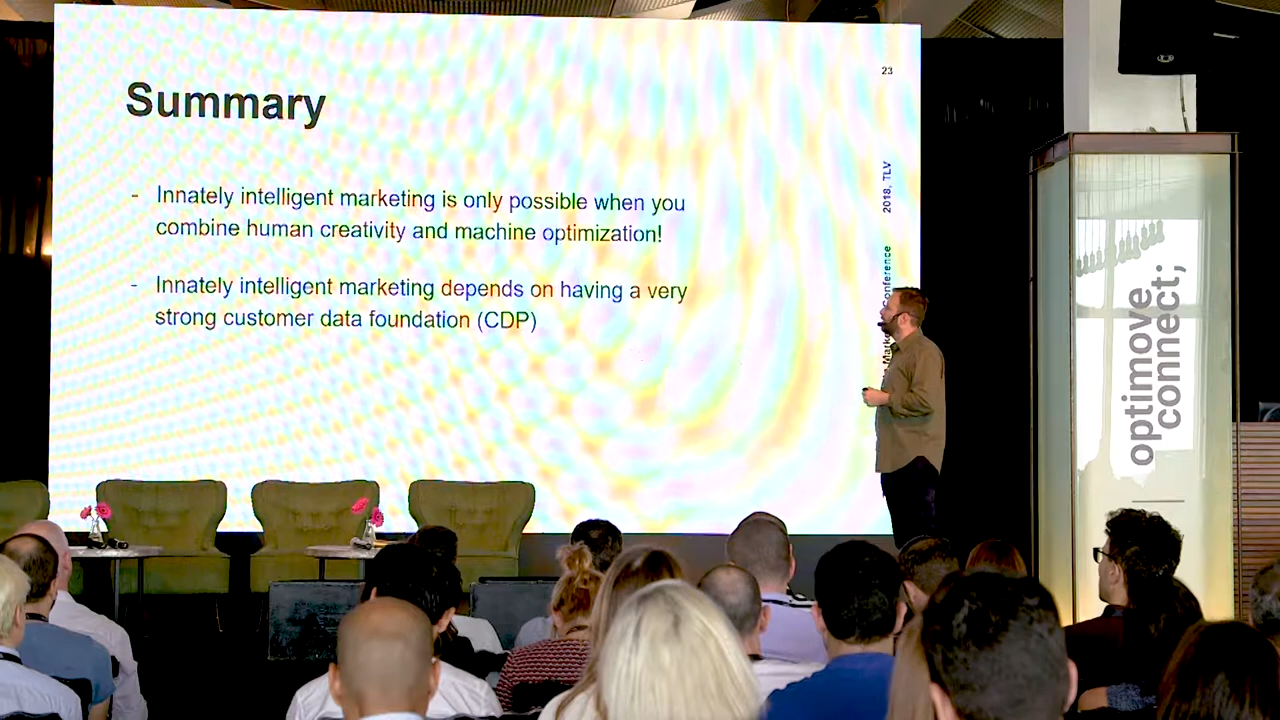 Summary
- Innately intelligent marketing is only possible when you
combine human creativity and machine optimization!
- Innately intelligent marketing depends on having a very
strong customer data foundation (CDP)
23
2018, TLV
Conference
optimove
connect;